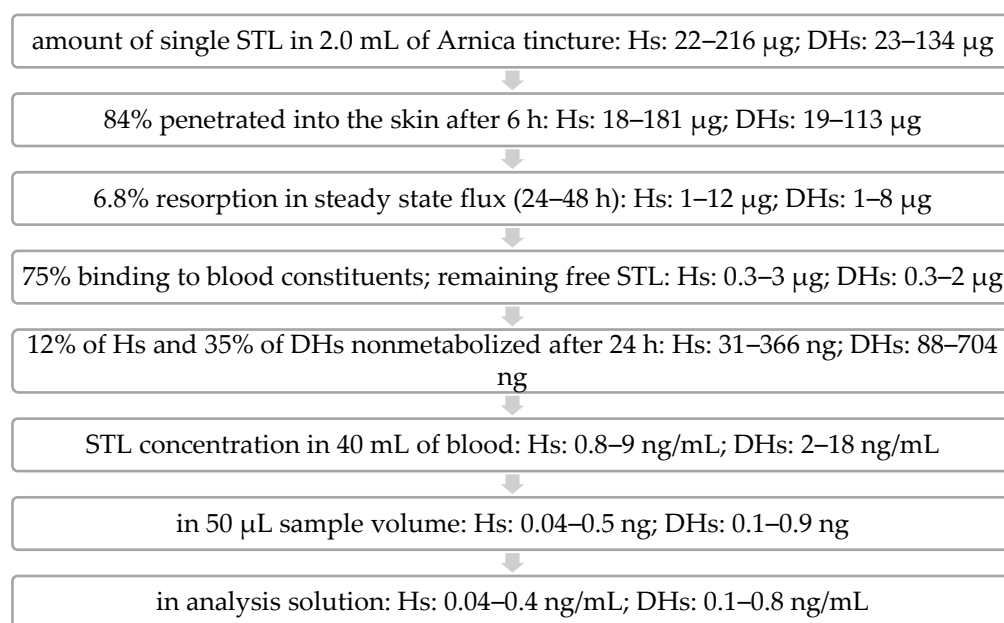 amount of single STL in 2.0 mL of Arnica tincture: Hs: 22–216 µg; DHs: 23–134 µg
84% penetrated into the skin after 6 h: Hs: 18–181 µg; DHs: 19–113 µg
6.8% resorption in steady state flux (24–48 h): Hs: 1–12 µg; DHs: 1–8 µg
75% binding to blood constituents; remaining free STL: Hs: 0.3–3 µg; DHs: 0.3–2 µg
12% of Hs and 35% of DHs nonmetabolized after 24 h: Hs: 31–366 ng; DHs: 88–704
ng
STL concentration in 40 mL of blood: Hs: 0.8–9 ng/mL; DHs: 2–18 ng/mL
in 50 µL sample volume: Hs: 0.04–0.5 ng; DHs: 0.1–0.9 ng
in analysis solution: Hs: 0.04–0.4 ng/mL; DHs: 0.1–0.8 ng/mL